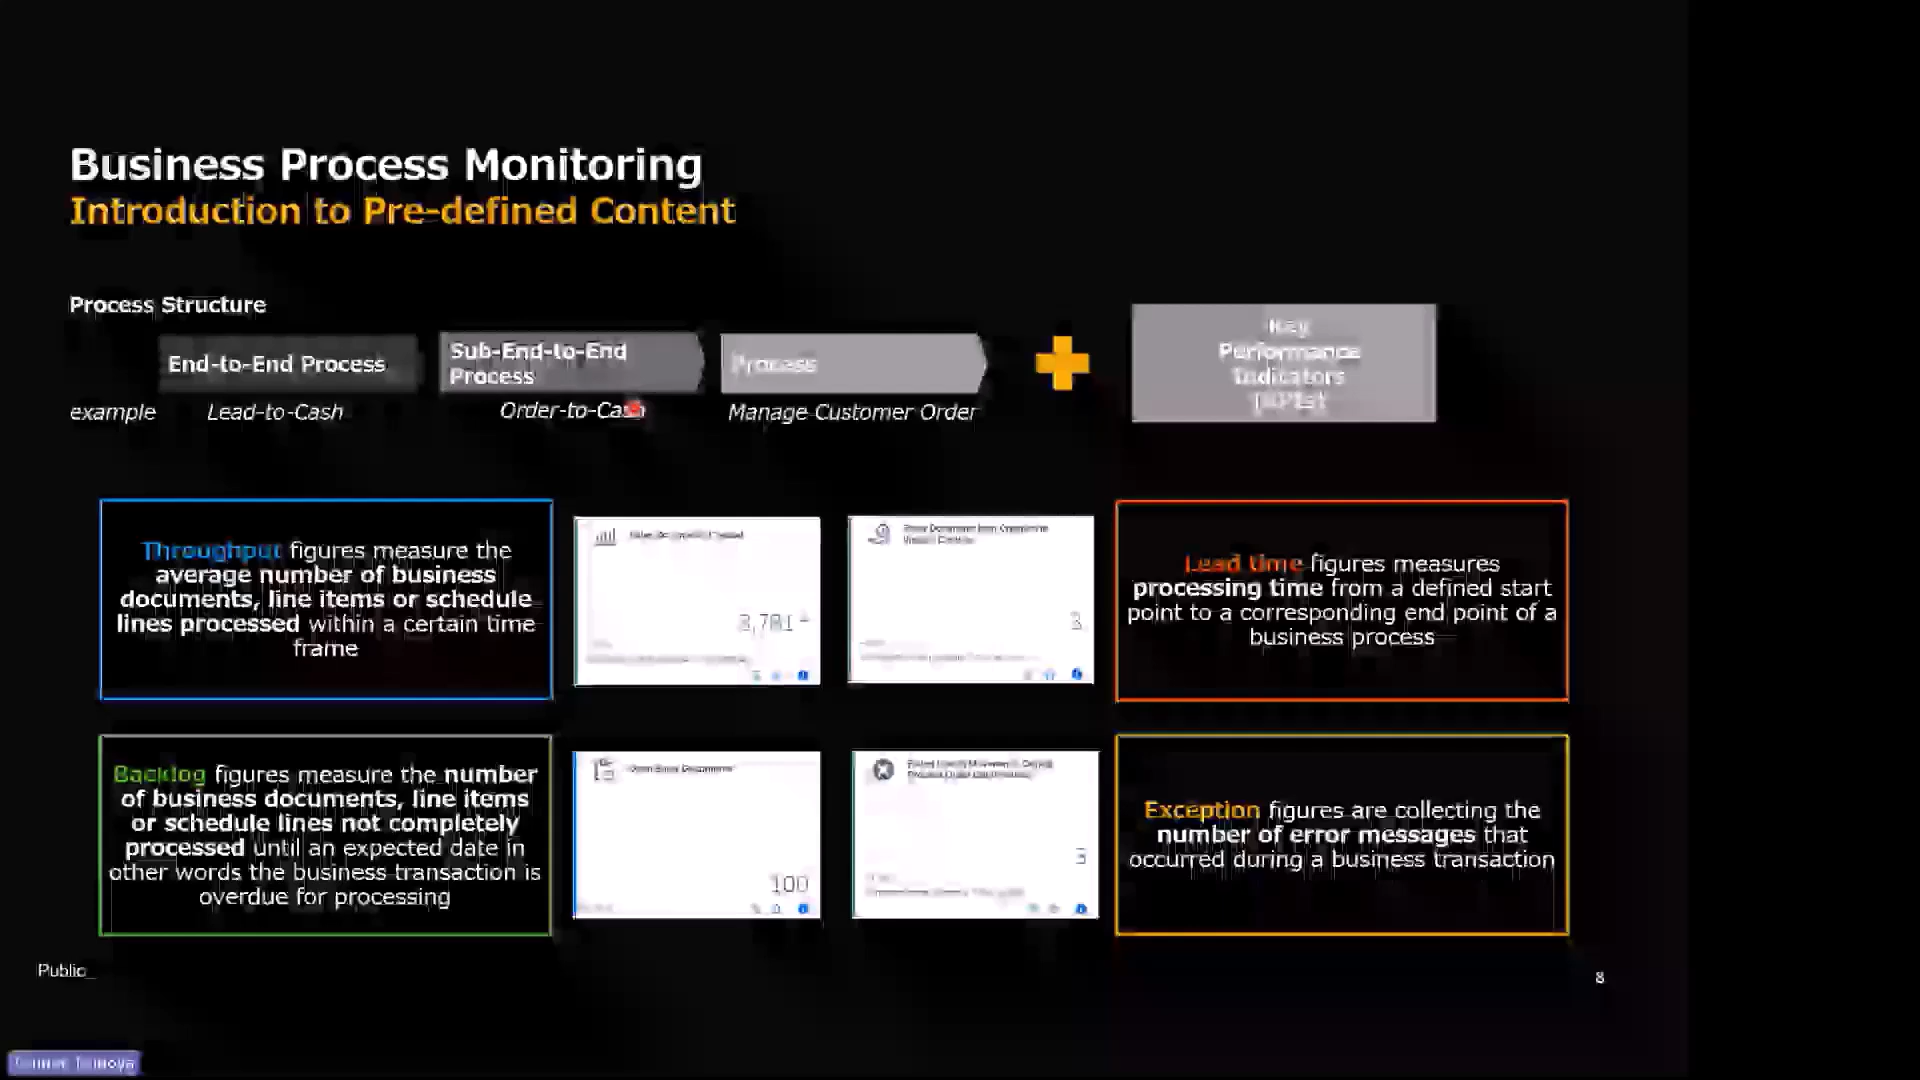 Business Process Monitoring
Introduction to Pre-defined Content
Process Structure
End-to-End Process
Sub-End-to-End
Process
Process
Key
Performance
Indicators
[KPIs]
example
Lead-to-Cash
Order-to-Cash
Manage Customer Order
Throughput figures measure the
average number of business
documents, line items or schedule
lines processed within a certain time
frame
3,781
3
Lead time figures measures
processing time from a defined start
point to a corresponding end point of a
business process
Backlog figures measure the number
of business documents, line items
or schedule lines not completely
processed until an expected date in
other words the business transaction is
overdue for processing
100
3
Exception figures are collecting the
number of error messages that
occurred during a business transaction
Public
8